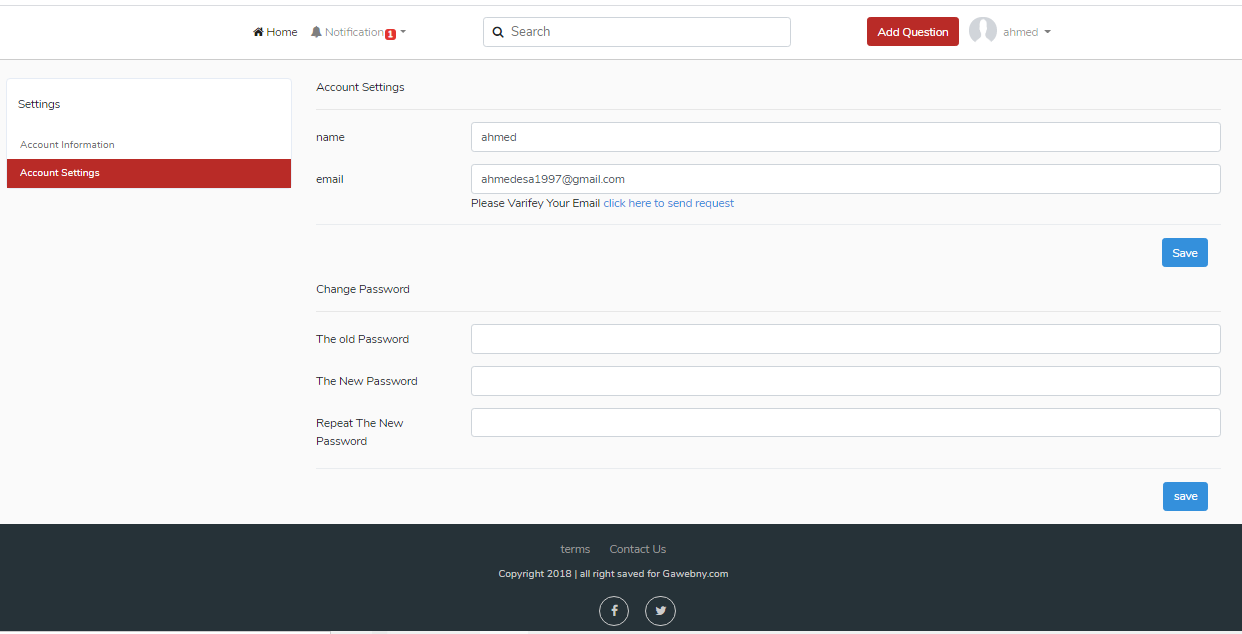 Home Notification 1 Search Add Question ahmed
Settings
Account Information
Account Settings
Account Settings
name ahmed
email ahmedesa1997@gmail.com
Please Varifey Your Email click here to send request
Save
Change Password
The old Password
The New Password
Repeat The New
Password
save
terms Contact Us
Copyright 2018 | all right saved for Gawebny.com